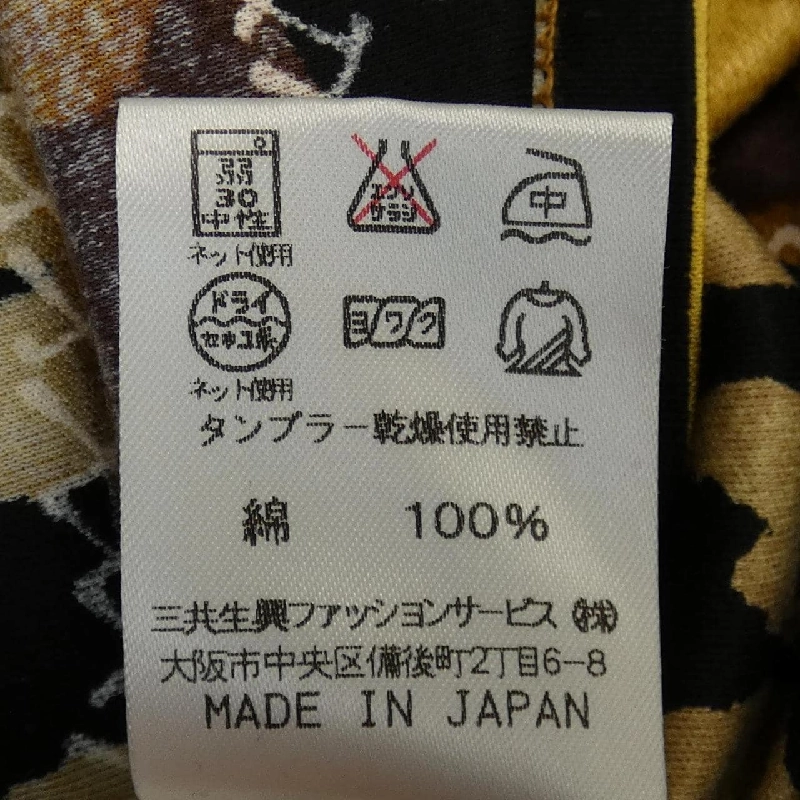 弱
30
中性
ネット使用
エンソ
サラシ
中
ドライ
セキユ系
ネット使用
ヨワク
タンブラー乾燥使用禁止
綿 100%
三共生興ファッションサービス ㈱
大阪市中央区備後町2丁目6-8
MADE IN JAPAN